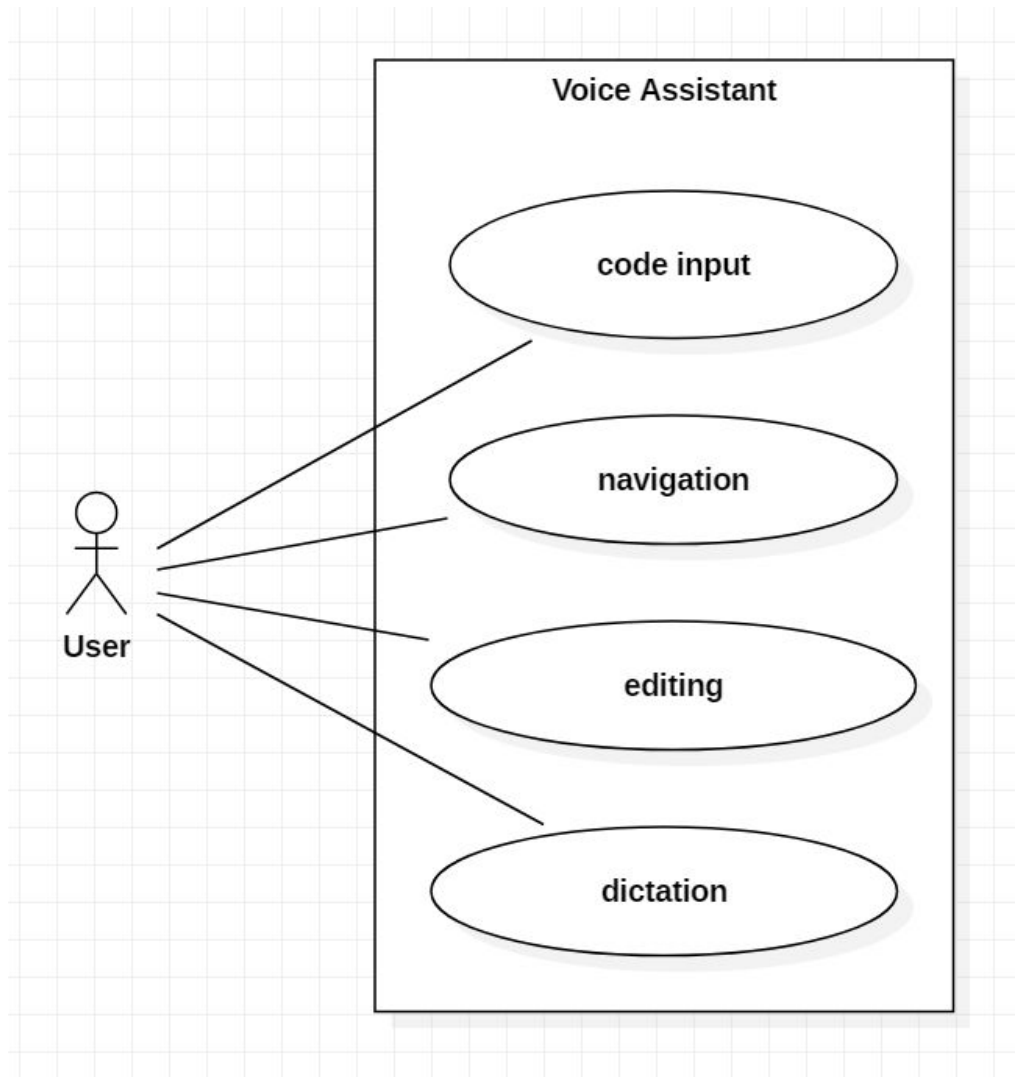 Voice Assistant
code input
navigation
User
editing
dictation